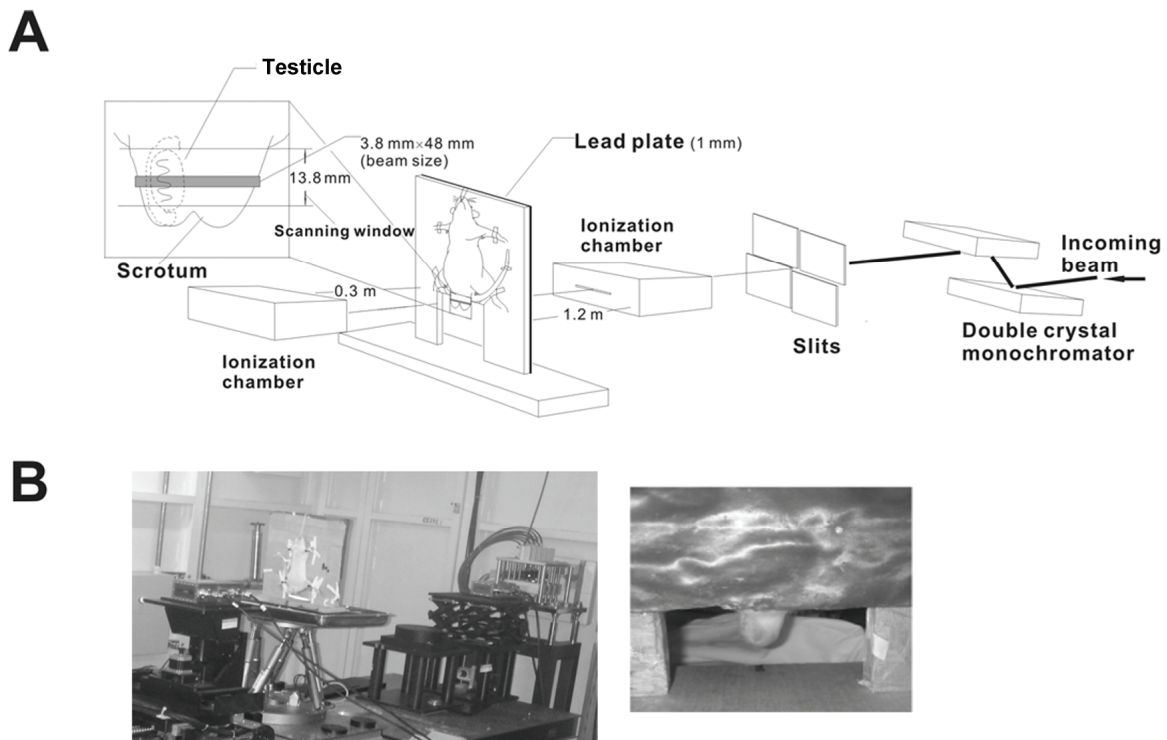 A
Testicle
3.8 mm×48 mm
(beam size)
13.8 mm
Scanning window
Scrotum
Lead plate (1 mm)
Ionization
chamber
0.3 m
1.2 m
Ionization
chamber
Slits
Incoming
beam
Double crystal
monochromator
B